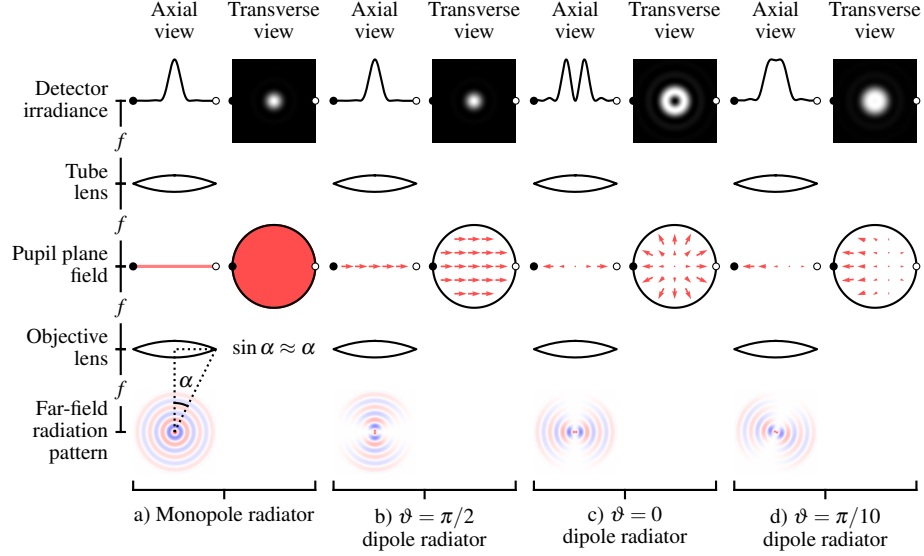 Axial view
Transverse view
Axial view
Transverse view
Axial view
Transverse view
Axial view
Transverse view
Detector irradiance
f
Tube lens
f
Pupil plane field
f
Objective lens
sin α ≈ α
f
α
Far-field radiation pattern
a) Monopole radiator
b) ϑ = π/2 dipole radiator
c) ϑ = 0 dipole radiator
d) ϑ = π/10 dipole radiator